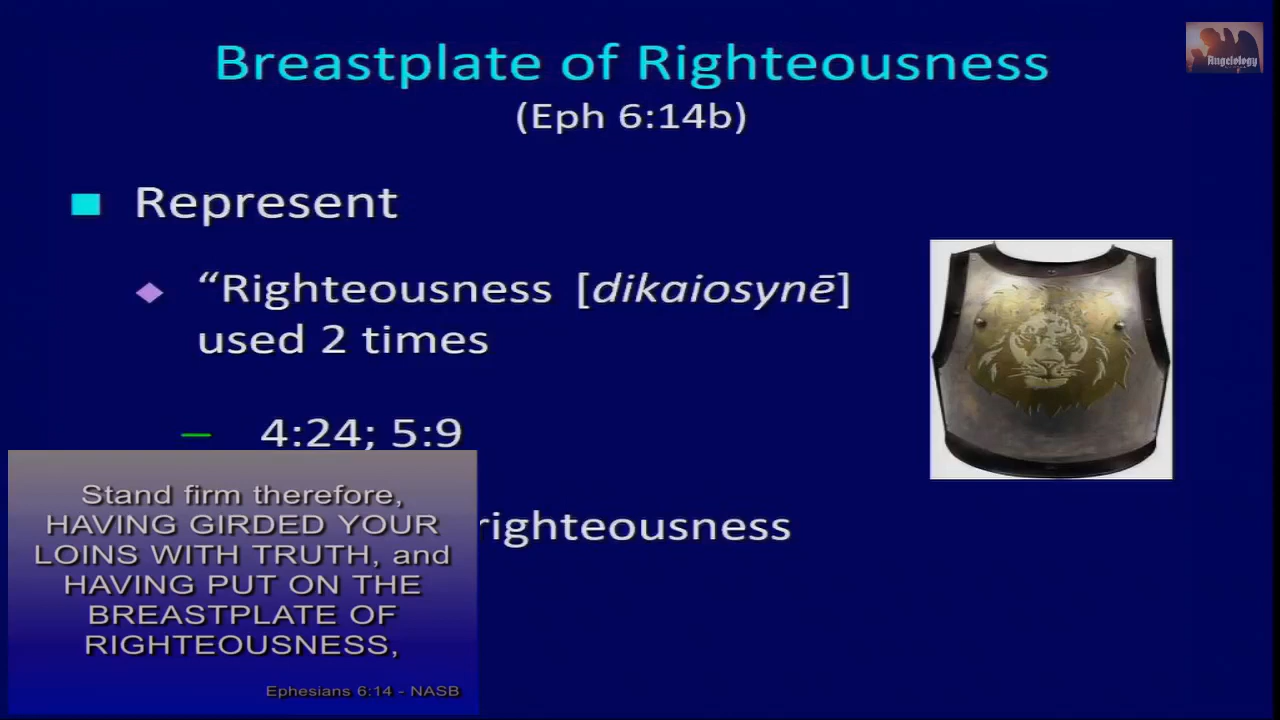 Breastplate of Righteousness
(Eph 6:14b)
Angelology
Represent
“Righteousness [dikaiosynē]
used 2 times
4:24; 5:9
righteousness
Stand firm therefore,
HAVING GIRDED YOUR
LOINS WITH TRUTH, and
HAVING PUT ON THE
BREASTPLATE OF
RIGHTEOUSNESS,
Ephesians 6:14 - NASB